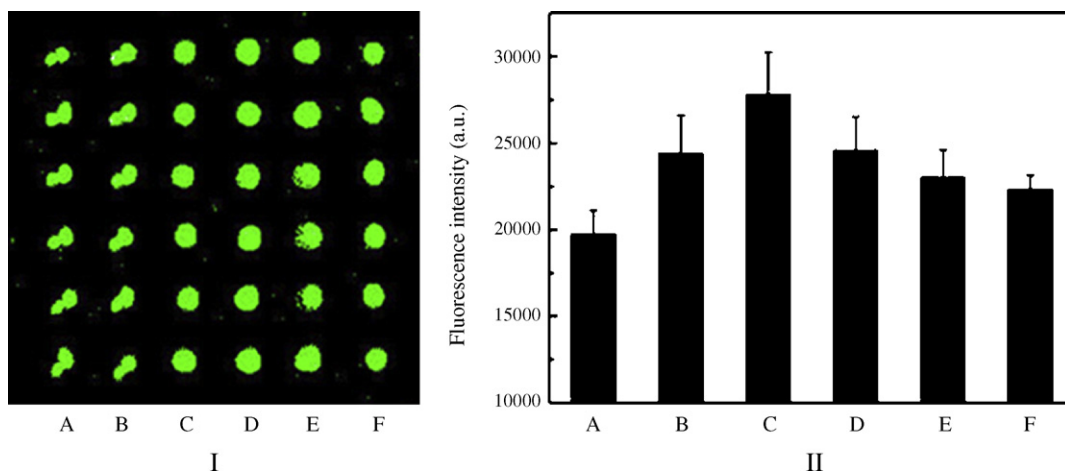 A B C D E F
I
Fluorescence intensity (a.u.)
30000
25000
20000
15000
10000
A B C D E F
II